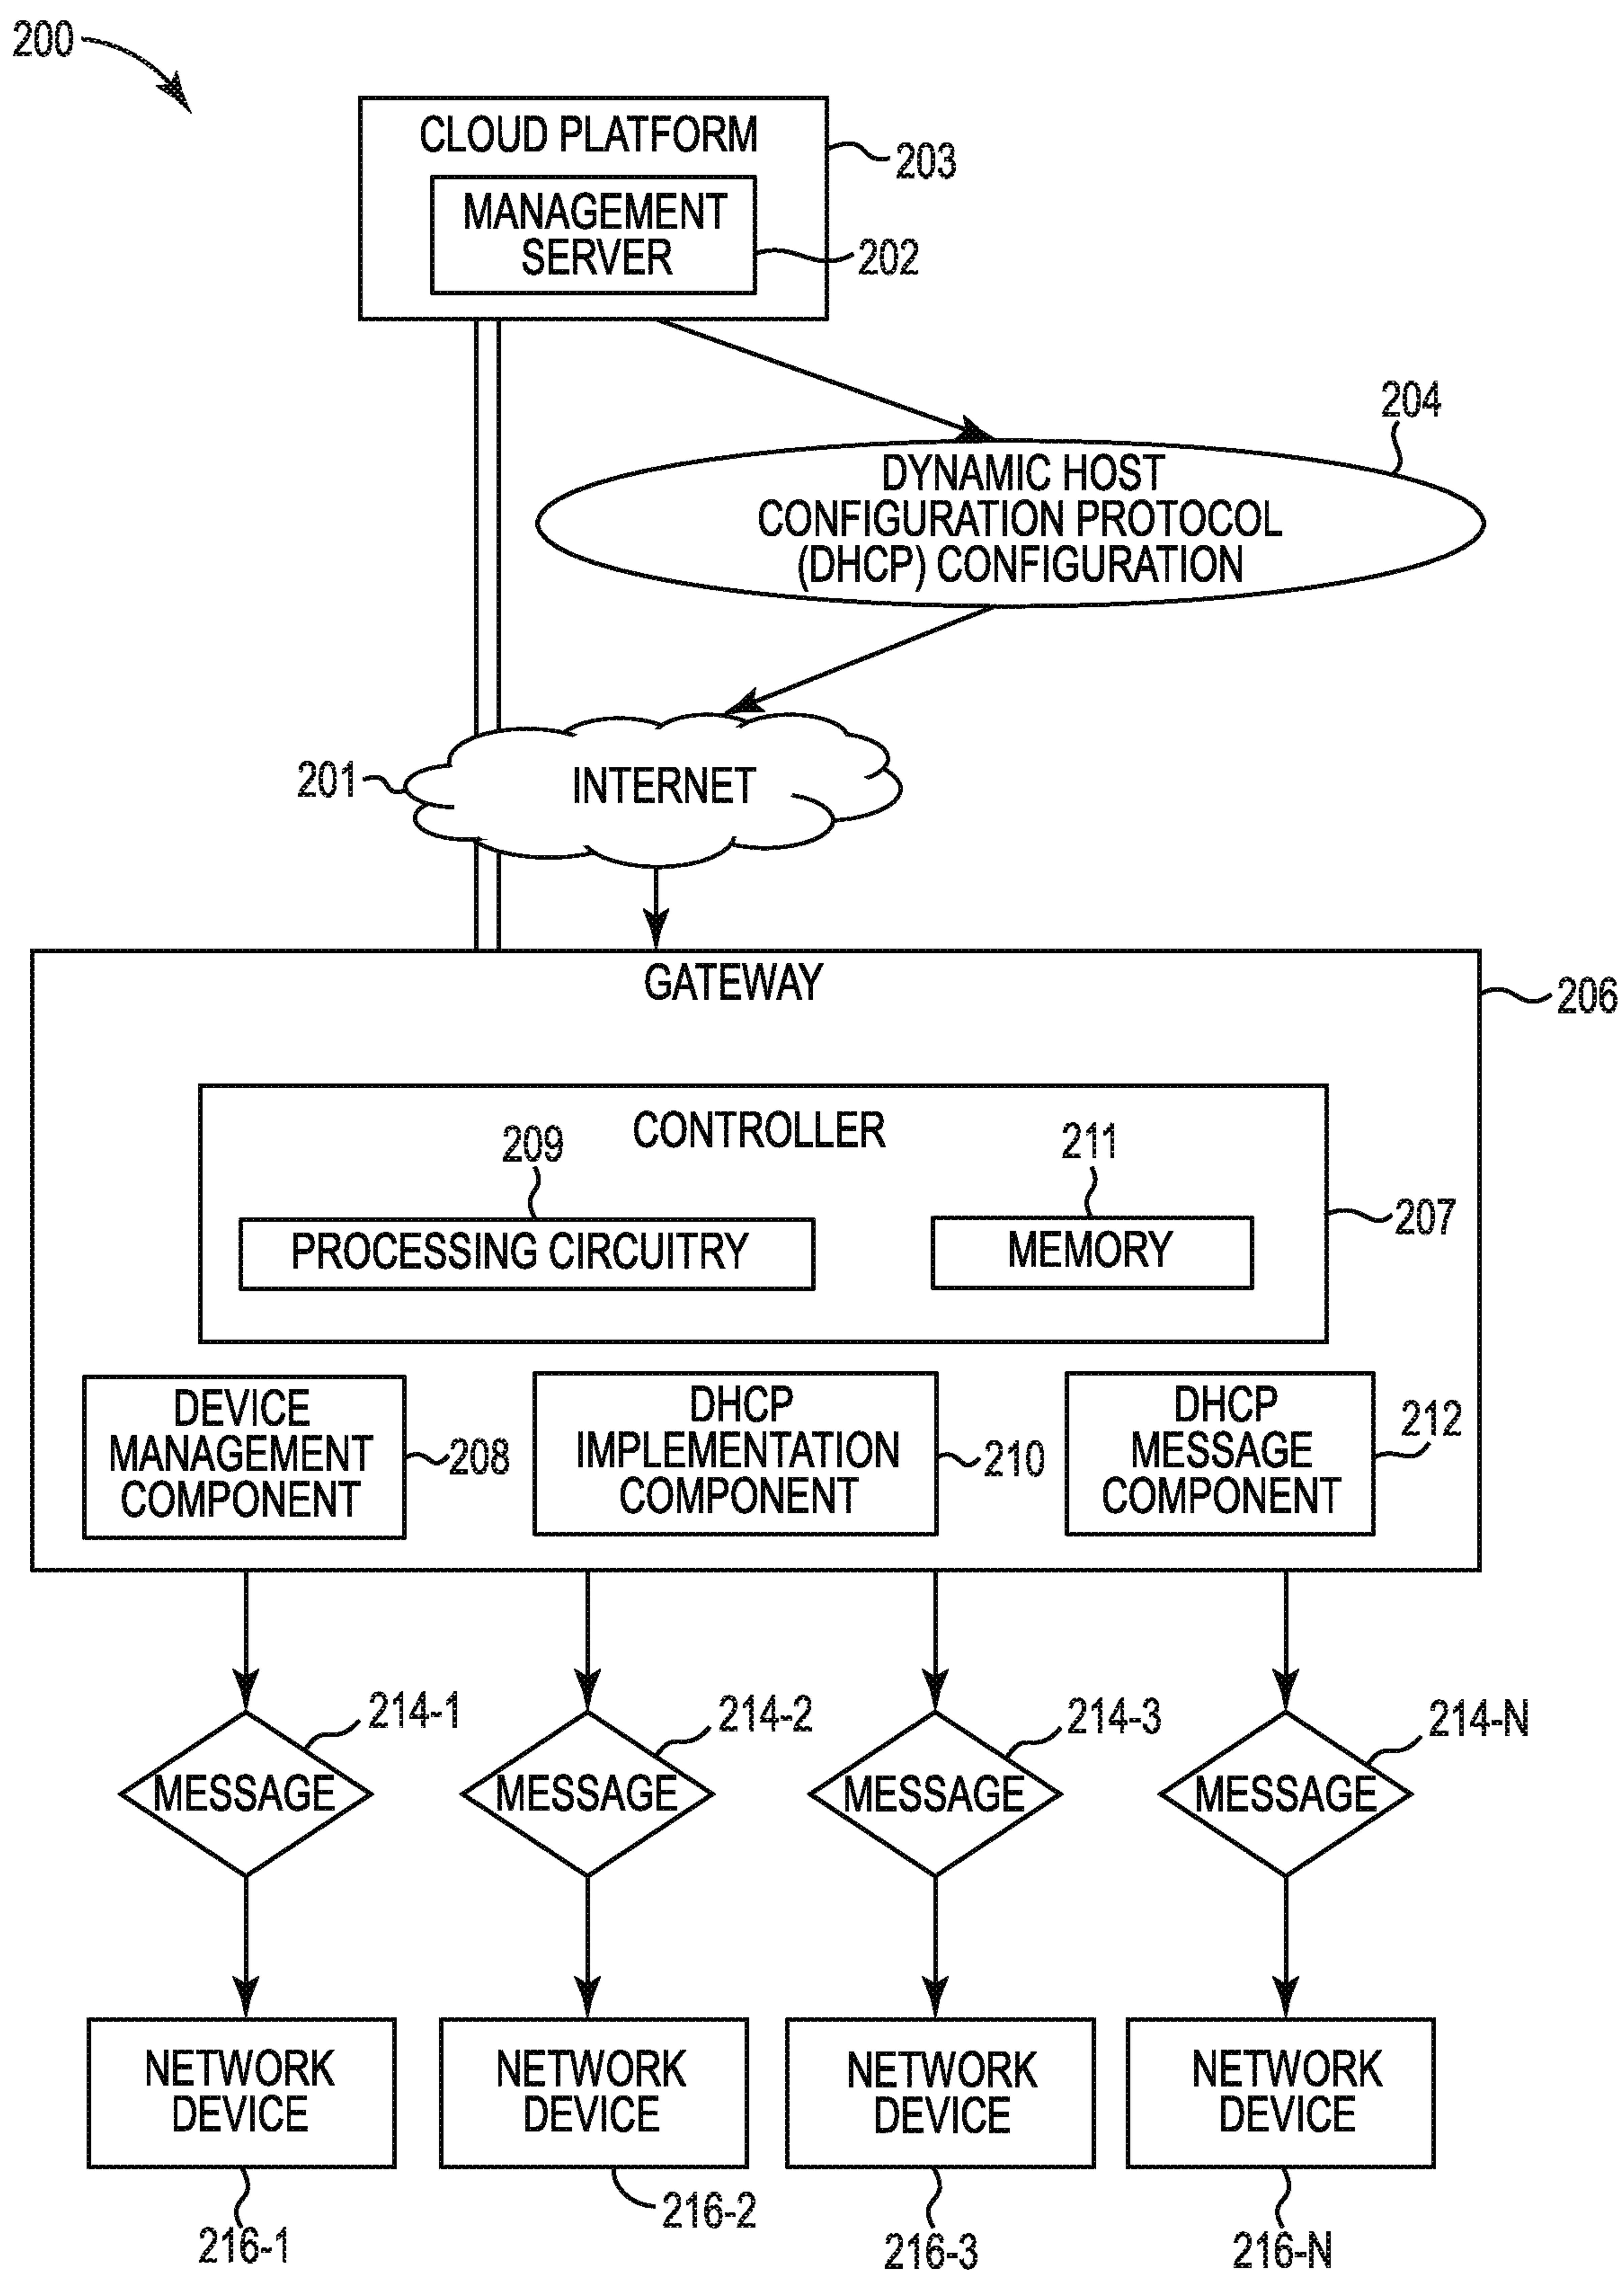 200
CLOUD PLATFORM
203
MANAGEMENT
SERVER
202
204
DYNAMIC HOST
CONFIGURATION PROTOCOL
(DHCP) CONFIGURATION
201
INTERNET
GATEWAY
206
CONTROLLER
209
211
207
PROCESSING CIRCUITRY
MEMORY
DEVICE
MANAGEMENT
COMPONENT
208
DHCP
IMPLEMENTATION
COMPONENT
210
DHCP
MESSAGE
COMPONENT
212
214-1
214-2
214-3
214-N
MESSAGE
MESSAGE
MESSAGE
MESSAGE
NETWORK
DEVICE
NETWORK
DEVICE
NETWORK
DEVICE
NETWORK
DEVICE
216-1
216-2
216-3
216-N